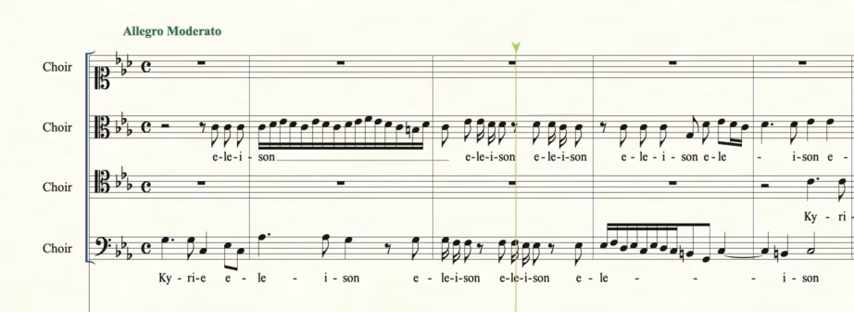 Allegro Moderato
Choir
Choir
e-le-i - son e-le-i-son e-le-i-son e - le - i - son e - le - i-son e -
Choir
Ky - ri -
Choir
Ky - ri-e e - le - i - son e - le-i-son e-le-i-son e - le - - - i - son